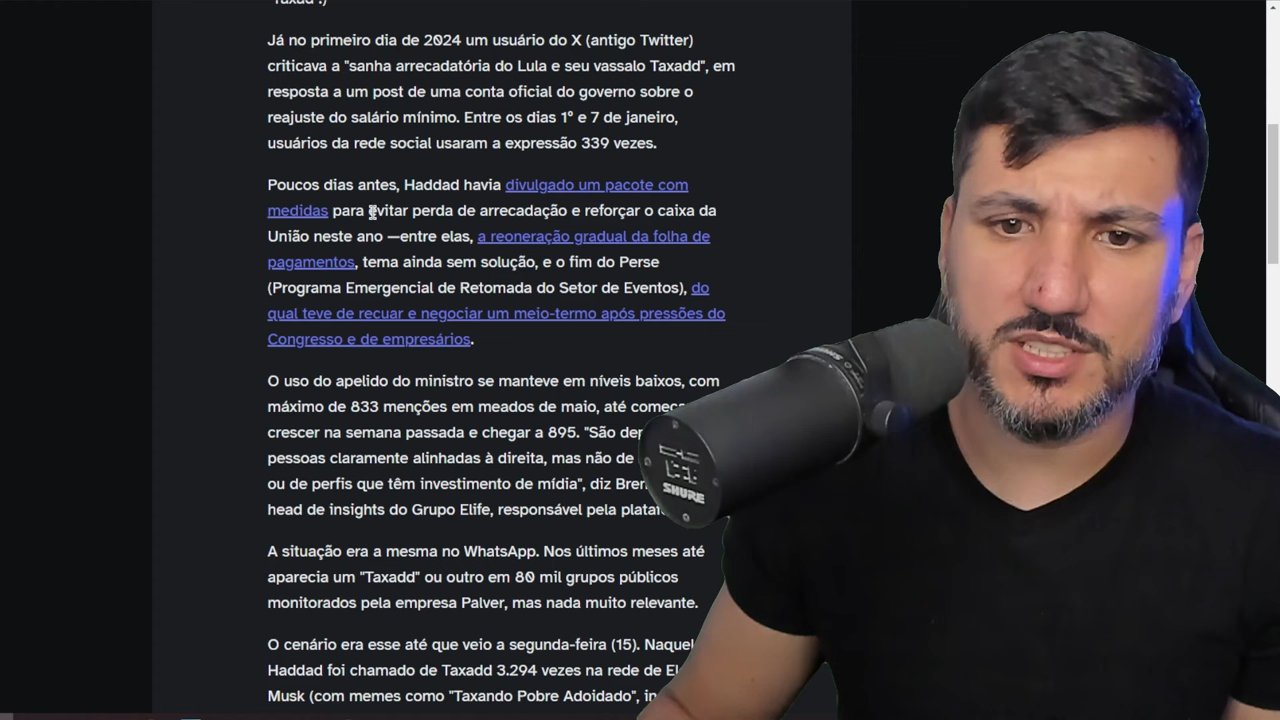 "Taxad".)
Já no primeiro dia de 2024 um usuário do X (antigo Twitter)
criticava a "sanha arrecadatória do Lula e seu vassalo Taxadd", em
resposta a um post de uma conta oficial do governo sobre o
reajuste do salário mínimo. Entre os dias 1º e 7 de janeiro,
usuários da rede social usaram a expressão 339 vezes.
Poucos dias antes, Haddad havia divulgado um pacote com
medidas para evitar perda de arrecadação e reforçar o caixa da
União neste ano —entre elas, a reoneração gradual da folha de
pagamentos, tema ainda sem solução, e o fim do Perse
(Programa Emergencial de Retomada do Setor de Eventos), do
qual teve de recuar e negociar um meio-termo após pressões do
Congresso e de empresários.
O uso do apelido do ministro se manteve em níveis baixos, com
máximo de 833 menções em meados de maio, até
crescer na semana passada e chegar a 895. "São
pessoas claramente alinhadas à direita, mas não de
ou de perfis que têm investimento de mídia", diz
head de insights do Grupo Elife, responsável pela
A situação era a mesma no WhatsApp. Nos últimos meses até
aparecia um "Taxadd" ou outro em 80 mil grupos públicos
monitorados pela empresa Palver, mas nada muito relevante.
O cenário era esse até que veio a segunda-feira (15).
Haddad foi chamado de Taxadd 3.294 vezes na rede de
Musk (com memes como "Taxando Pobre Adoidado",
SHURE